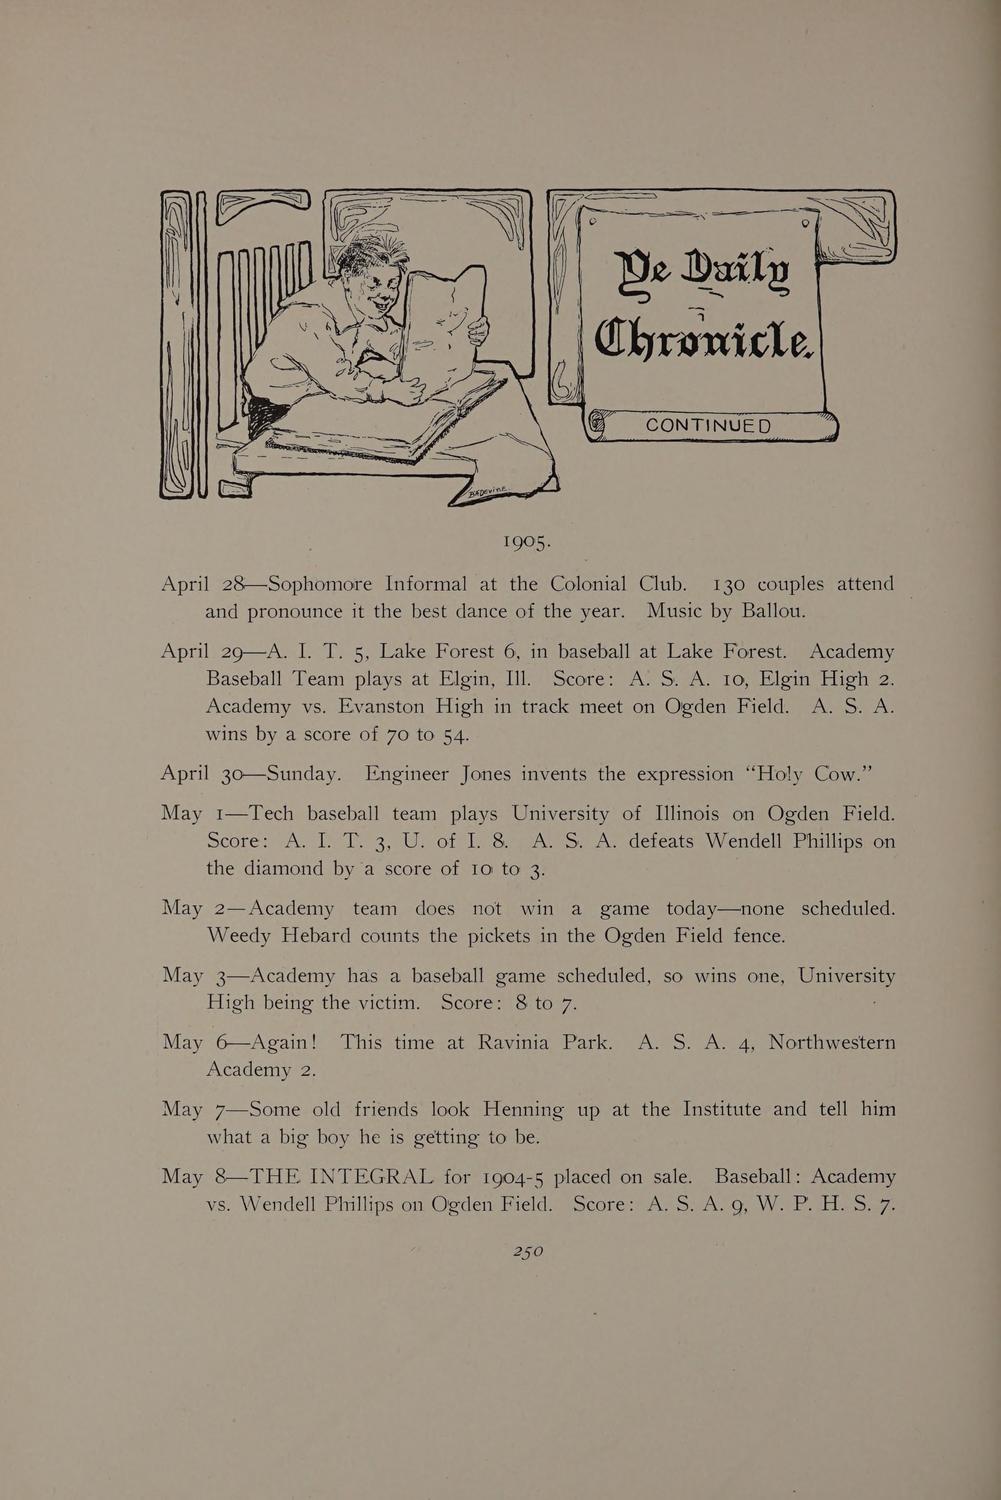 Ye Daily
Chronicle.
CONTINUED
B.F.Devine.
1905.
April 28—Sophomore Informal at the Colonial Club. 130 couples attend
and pronounce it the best dance of the year. Music by Ballou.
April 29—A. I. T. 5, Lake Forest 6, in baseball at Lake Forest. Academy
Baseball Team plays at Elgin, Ill. Score: A. S. A. 10, Elgin High 2.
Academy vs. Evanston High in track meet on Ogden Field. A. S. A.
wins by a score of 70 to 54.
April 30—Sunday. Engineer Jones invents the expression “Holy Cow.”
May 1—Tech baseball team plays University of Illinois on Ogden Field.
Score: A. I. T. 3, U. of I. 8. A. S. A. defeats Wendell Phillips on
the diamond by a score of 10 to 3.
May 2—Academy team does not win a game today—none scheduled.
Weedy Hebard counts the pickets in the Ogden Field fence.
May 3—Academy has a baseball game scheduled, so wins one, University
High being the victim. Score: 8 to 7.
May 6—Again! This time at Ravinia Park. A. S. A. 4, Northwestern
Academy 2.
May 7—Some old friends look Henning up at the Institute and tell him
what a big boy he is getting to be.
May 8—THE INTEGRAL for 1904-5 placed on sale. Baseball: Academy
vs. Wendell Phillips on Ogden Field. Score: A. S. A. 9, W. P. H. S. 7.
250